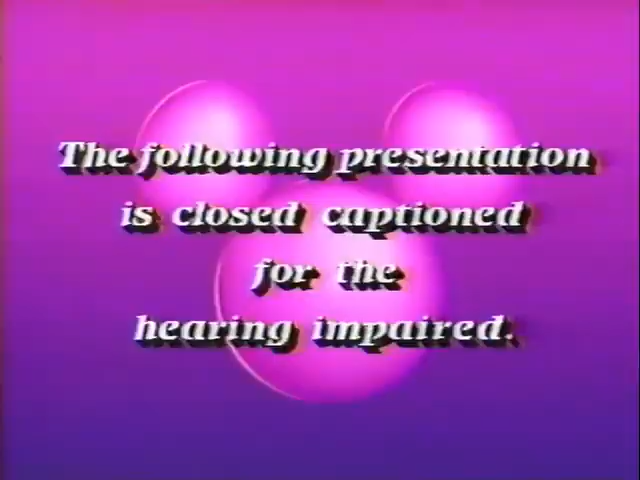 The following presentation
is closed captioned
for the
hearing impaired.